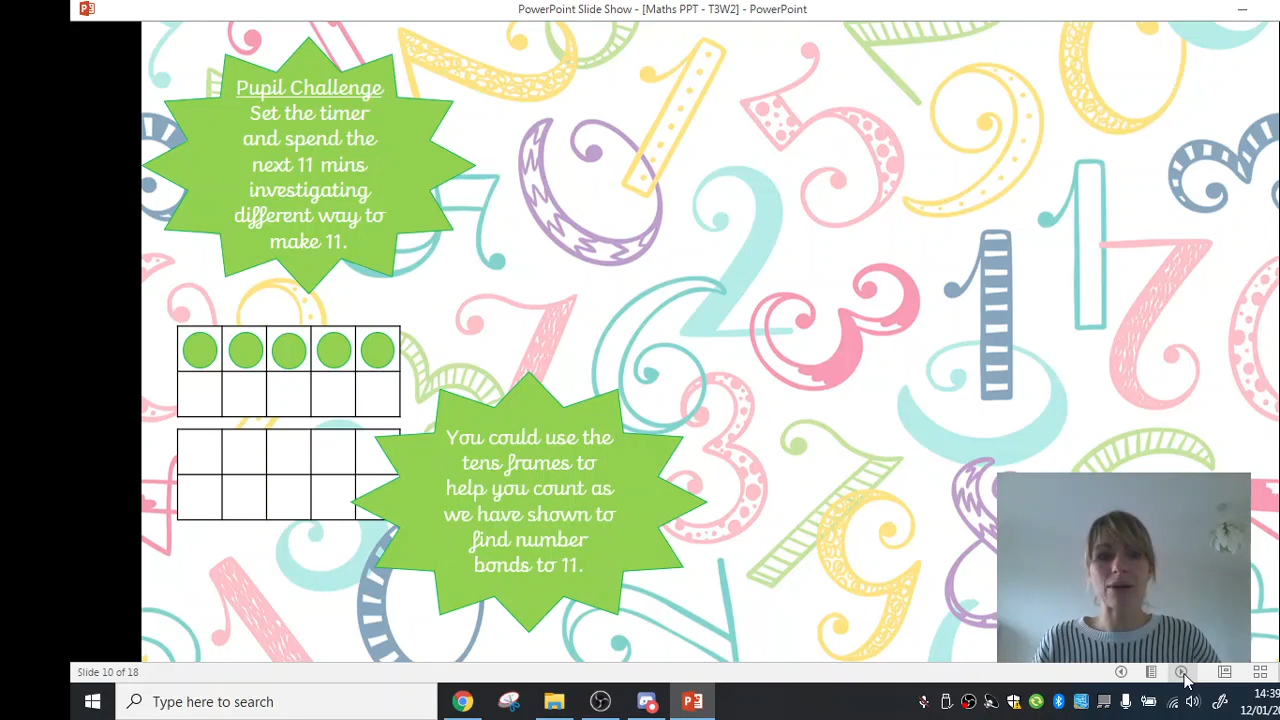 PowerPoint Slide Show - [Maths PPT - T3W2] - PowerPoint
Pupil Challenge
Set the timer
and spend the
next 11 mins
investigating
different way to
make 11.
You could use the
tens frames to
help you count as
we have shown to
find number
bonds to 11.
Slide 10 of 18
Type here to search
14:39
12/01/2